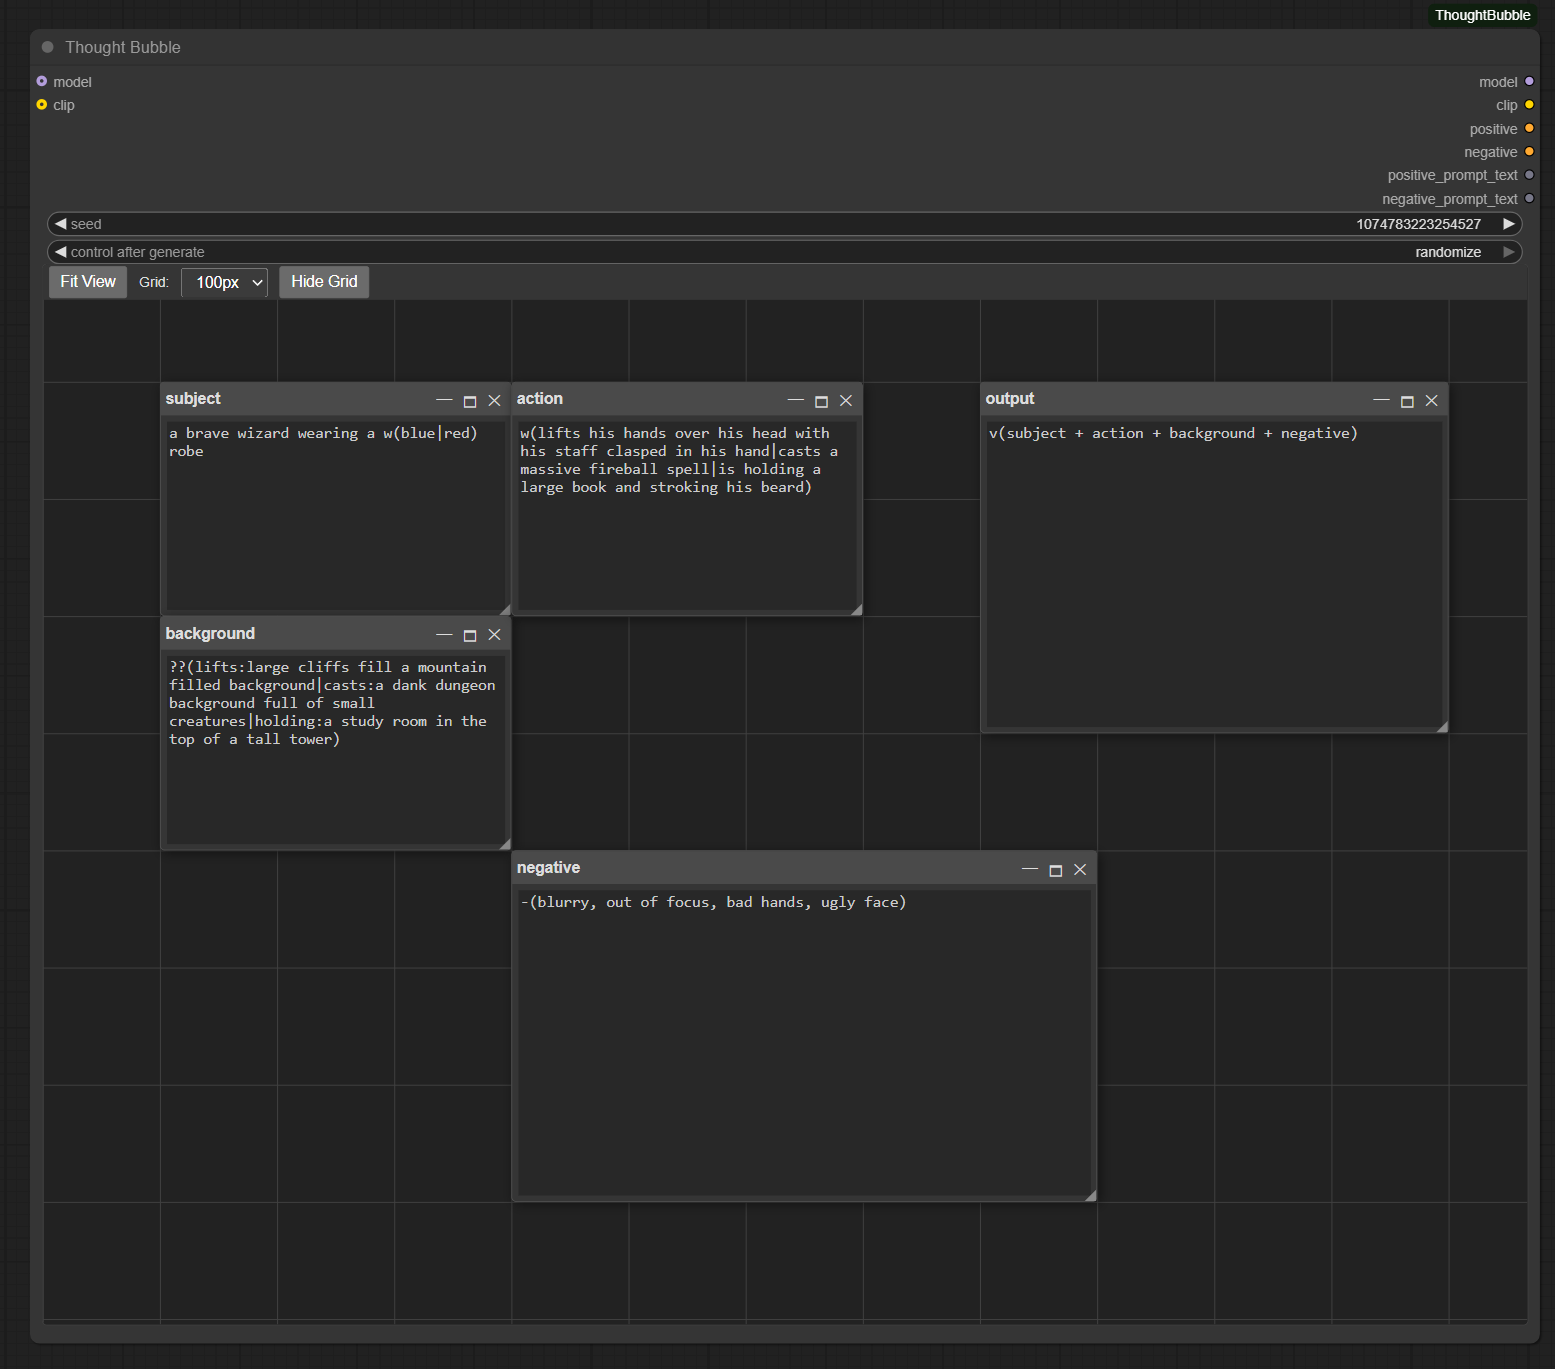 ThoughtBubble
Thought Bubble
model
clip
model
clip
positive
negative
positive_prompt_text
negative_prompt_text
seed 1074783223254527
control after generate randomize
Fit View Grid: 100px Hide Grid
subject
a brave wizard wearing a w(blue|red)
robe
action
w(lifts his hands over his head with
his staff clasped in his hand|casts a
massive fireball spell|is holding a
large book and stroking his beard)
output
v(subject + action + background + negative)
background
??(lifts:large cliffs fill a mountain
filled background|casts:a dank dungeon
background full of small
creatures|holding:a study room in the
top of a tall tower)
negative
-(blurry, out of focus, bad hands, ugly face)